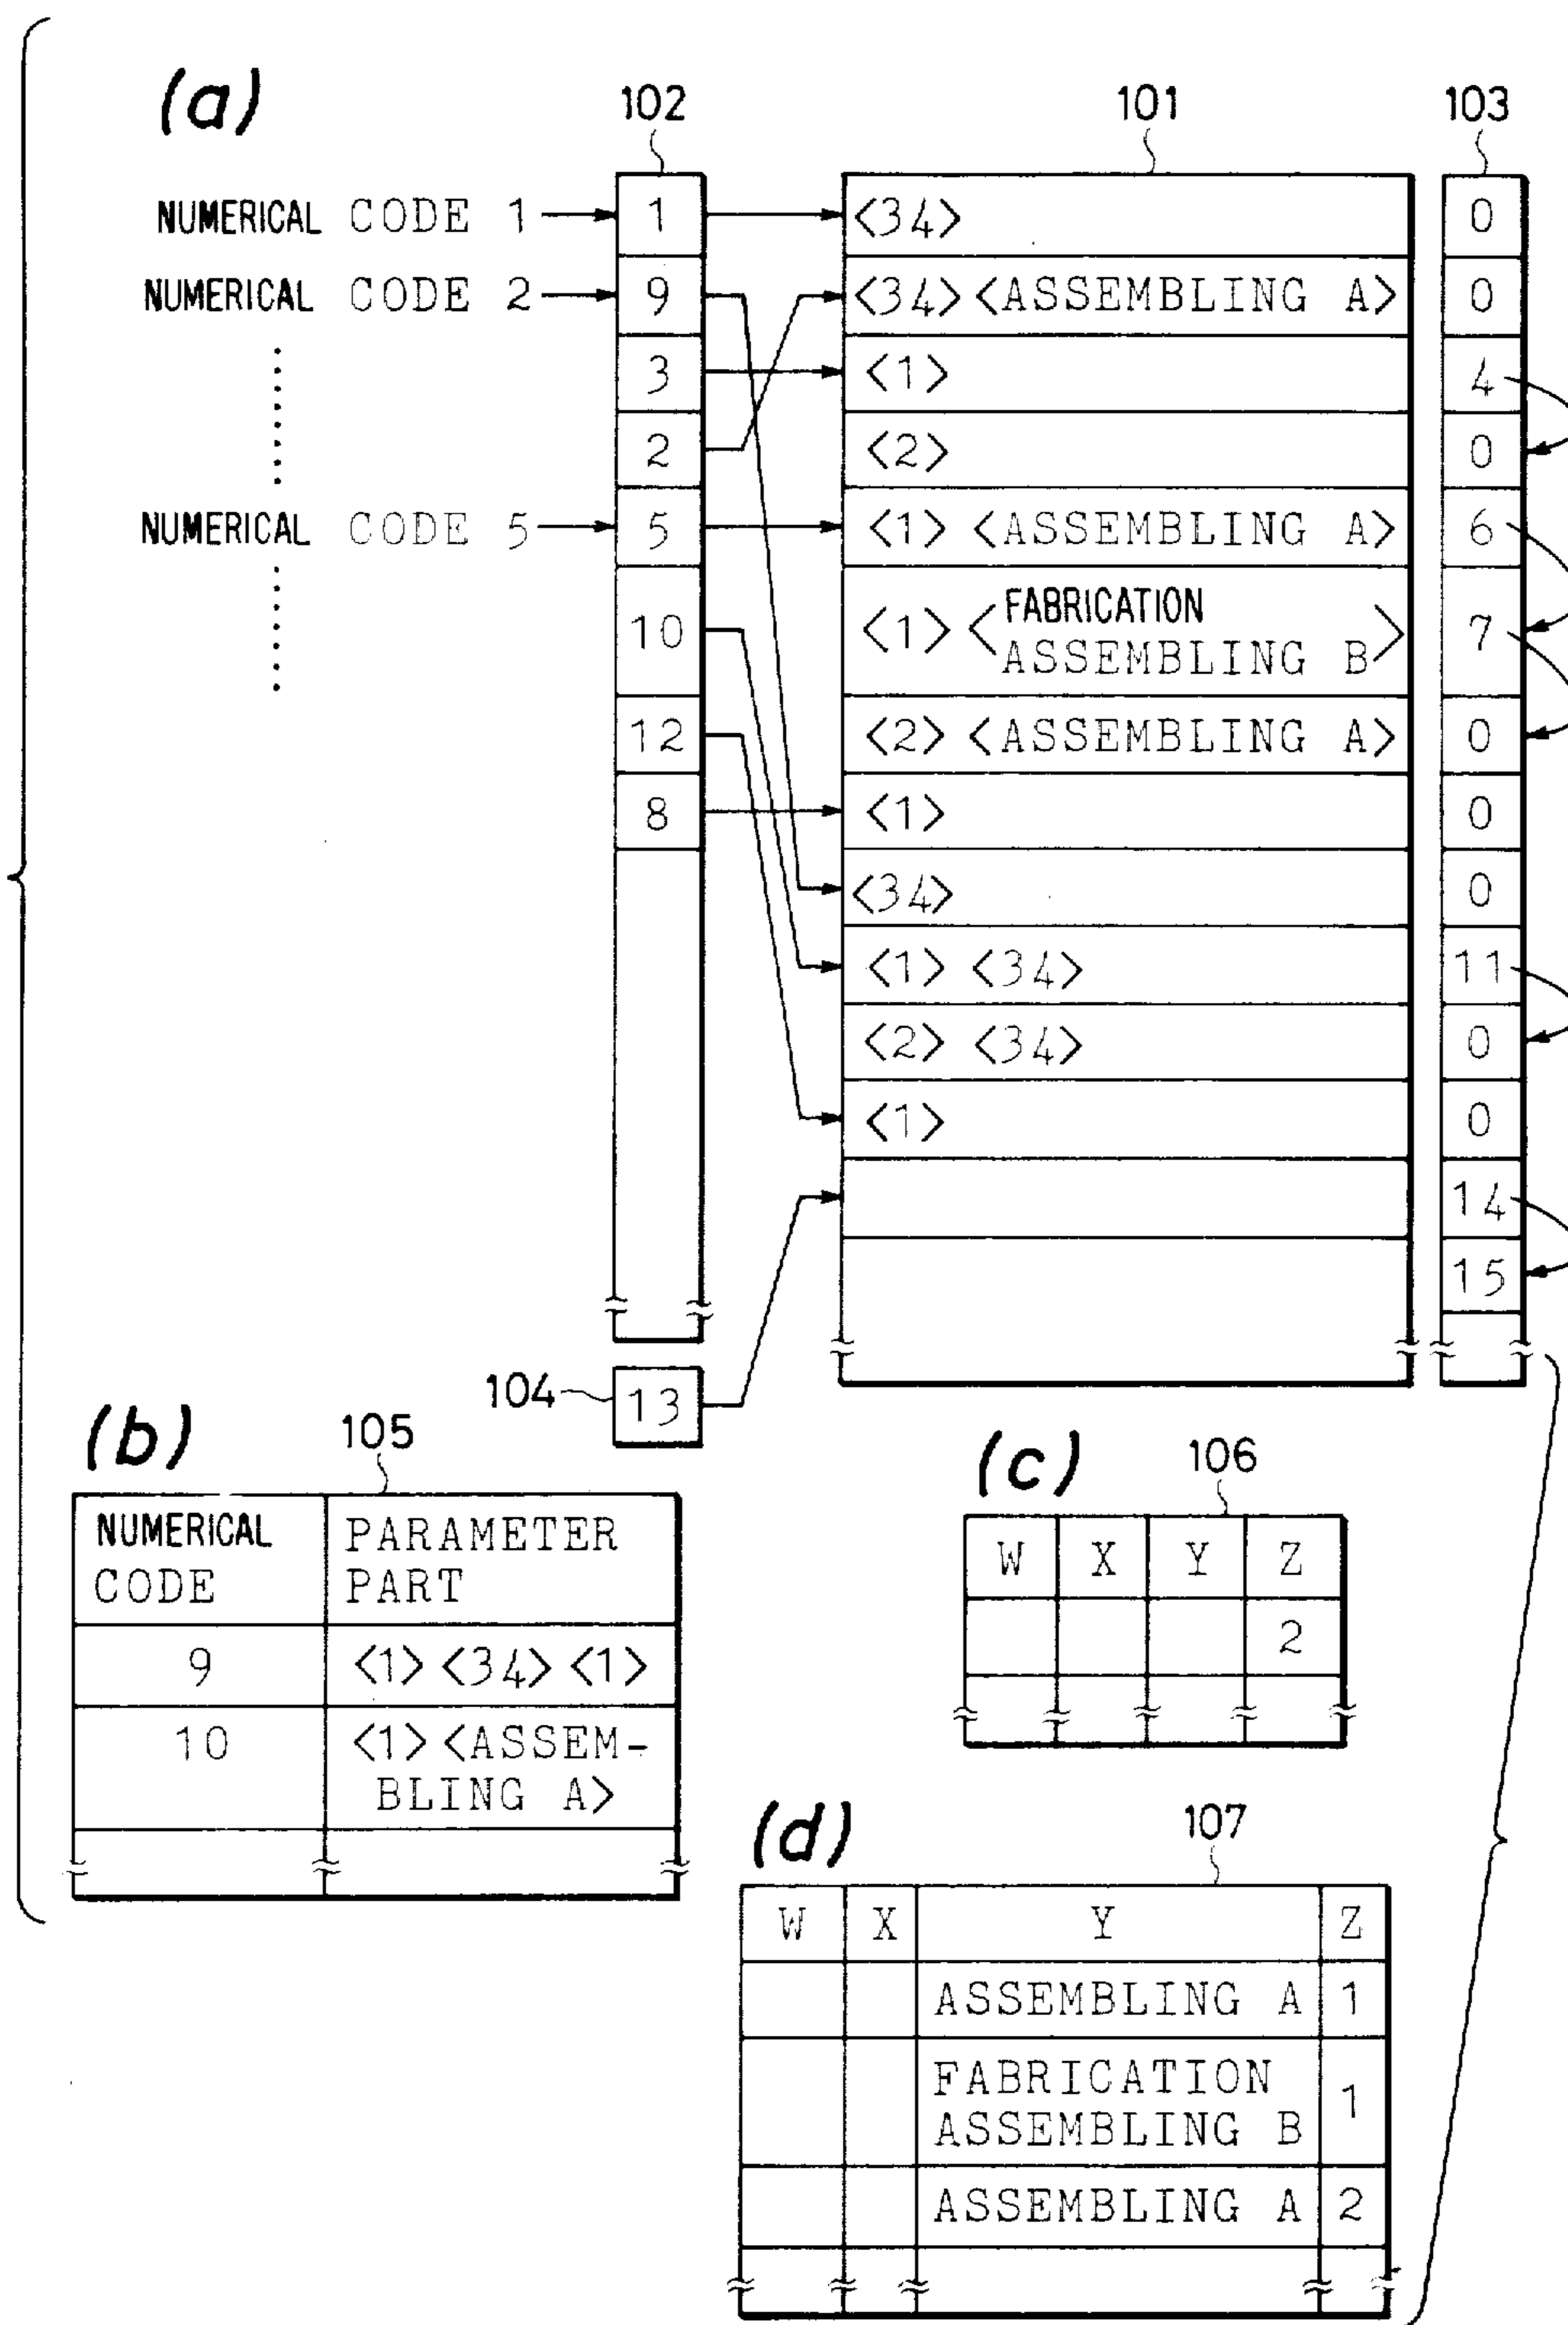 (a)
102
101
103
NUMERICAL CODE 1 1 <34> 0
NUMERICAL CODE 2 9 <34> <ASSEMBLING A> 0
3 <1> 4
2 <2> 0
NUMERICAL CODE 5 5 <1> <ASSEMBLING A> 6
10 <1> <FABRICATION
ASSEMBLING B> 7
12 <2> <ASSEMBLING A> 0
8 <1> 0
<34> 0
<1> <34> 11
<2> <34> 0
<1> 0
14
15
104 13
(b)
105
NUMERICAL
CODE
PARAMETER
PART
9 <1> <34> <1>
10 <1> <ASSEM-
BLING A>
(c)
106
W X Y Z
2
(d)
107
W X Y Z
ASSEMBLING A 1
FABRICATION
ASSEMBLING B 1
ASSEMBLING A 2